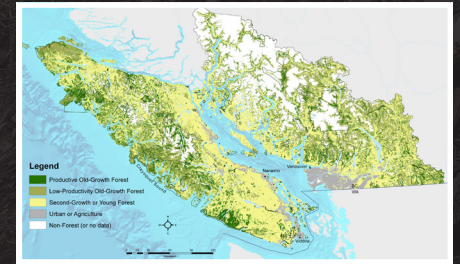 Legend
Productive Old-Growth Forest
Low-Productivity Old-Growth Forest
Second-Growth or Young Forest
Urban or Agriculture
Non-Forest (or no data)
Vancouver
Nanaimo
Victoria